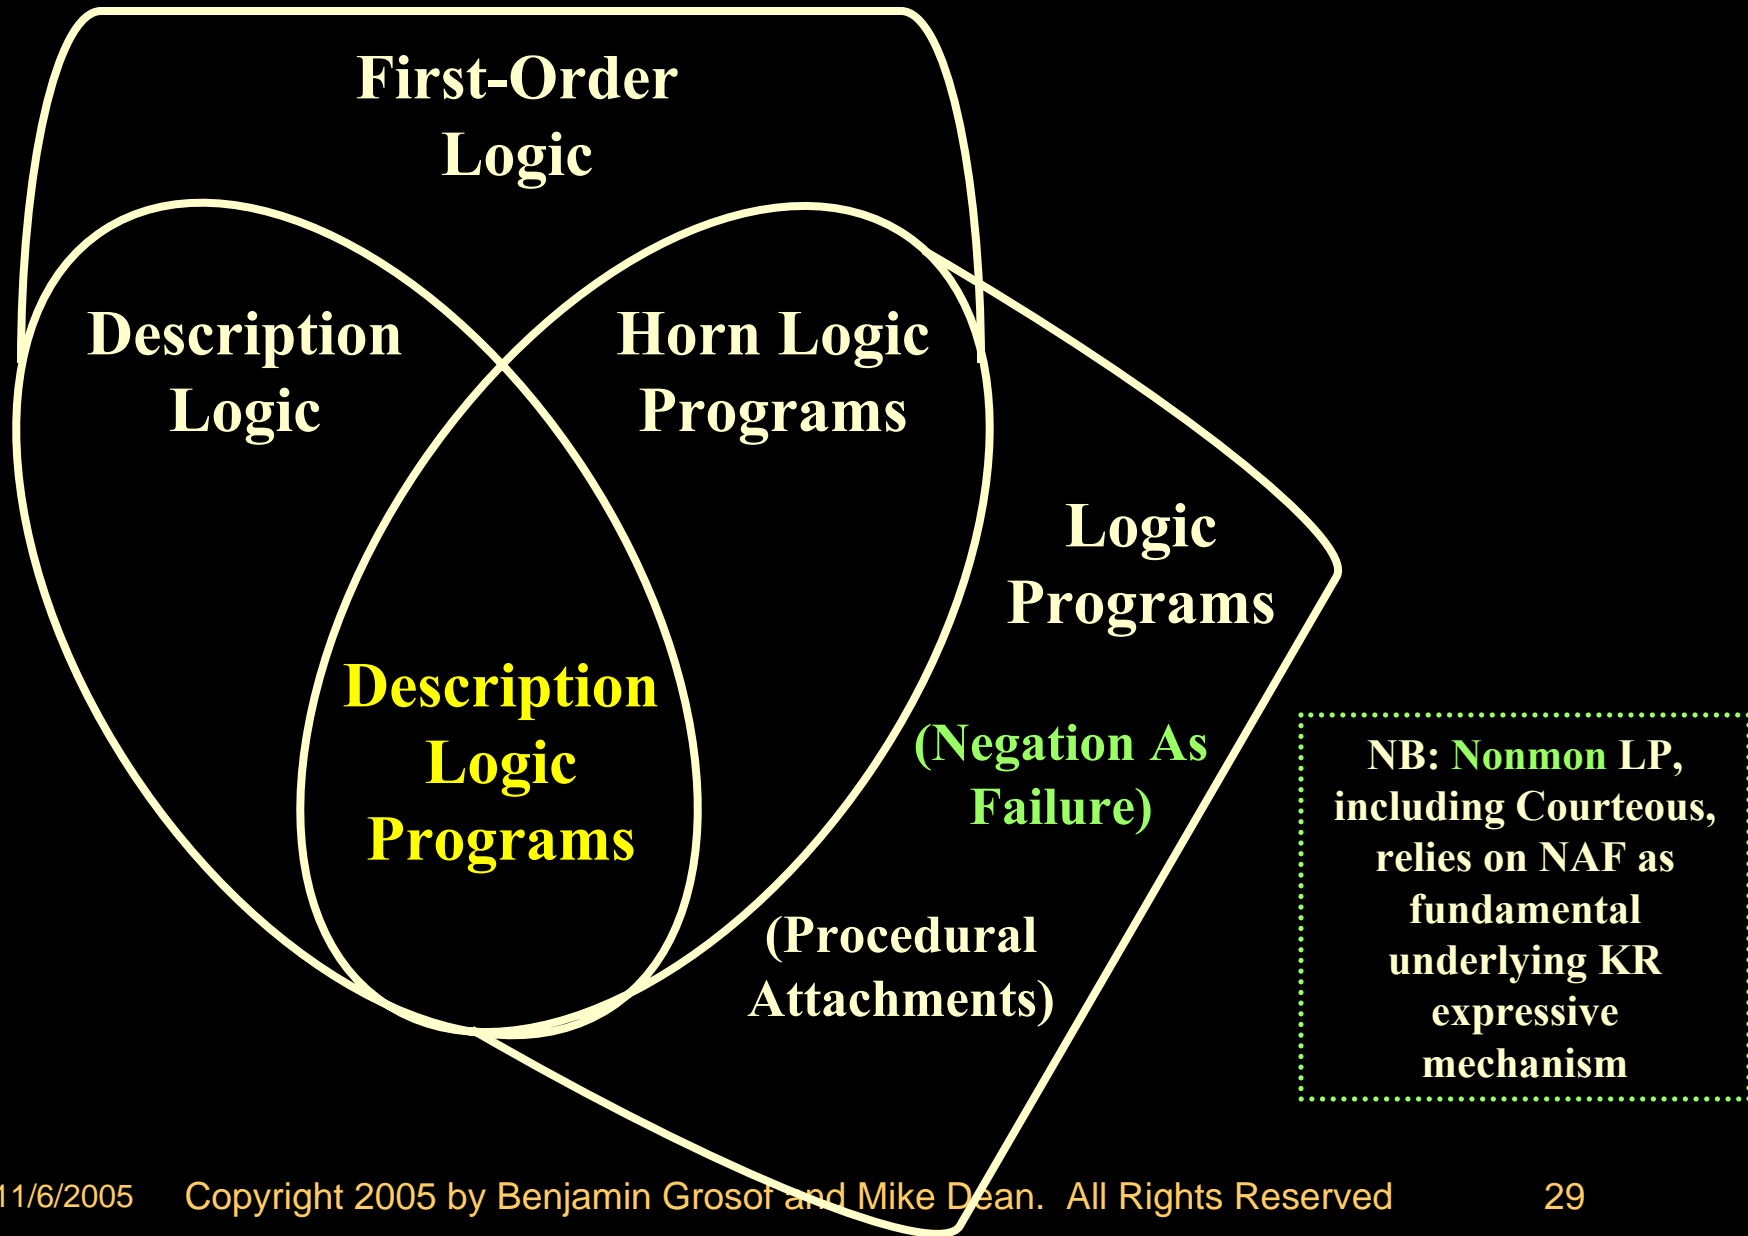 First-Order
Logic
Description
Logic
Horn Logic
Programs
Logic
Programs
Description
Logic
Programs
(Negation As
Failure)
(Procedural
Attachments)
NB: Nonmon LP,
including Courteous,
relies on NAF as
fundamental
underlying KR
expressive
mechanism
11/6/2005 Copyright 2005 by Benjamin Grosof and Mike Dean. All Rights Reserved 29